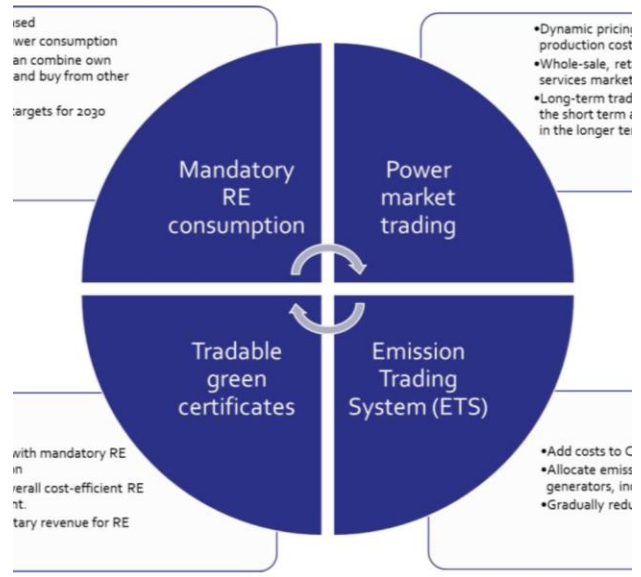 wer consumption
an combine own
and buy from other
targets for 2030
•Dynamic pricing
production cost
•Whole-sale, ret
services market
•Long-term trad
the short term a
in the longer te
Mandatory
RE
consumption
Power
market
trading
Tradable
green
certificates
Emission
Trading
System (ETS)
with mandatory RE
verall cost-efficient RE
nt.
tary revenue for RE
•Add costs to C
•Allocate emiss
generators, inc
•Gradually redu